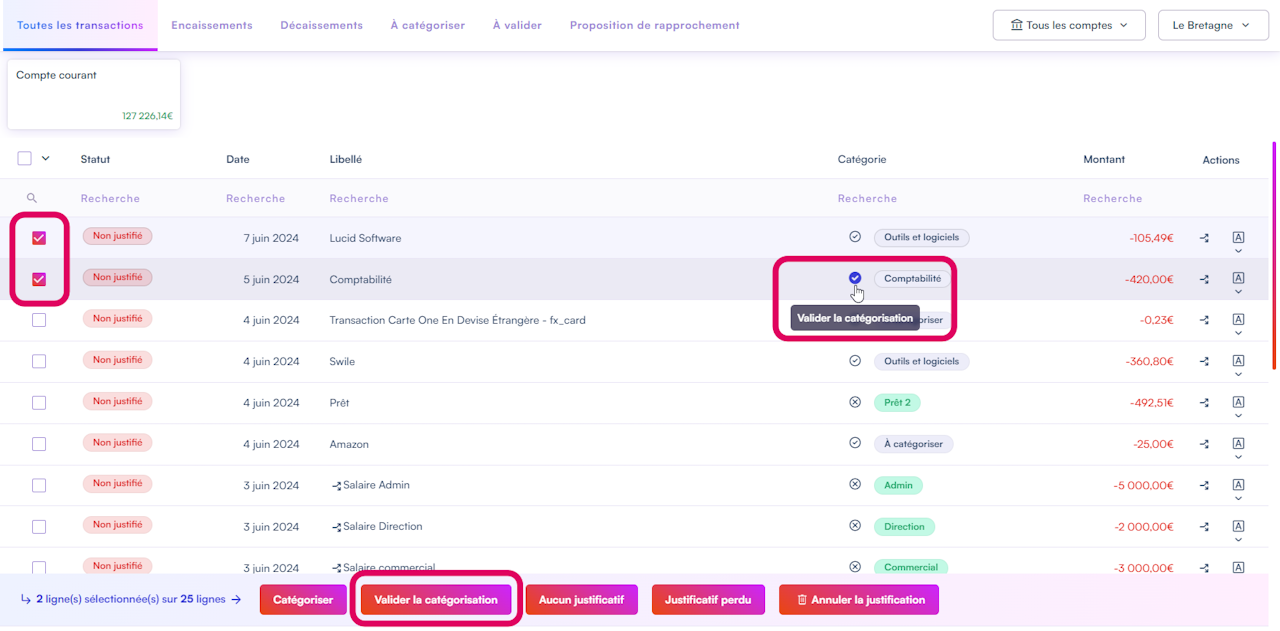 Toutes les transactions Encaissements Décaissements À catégoriser À valider Proposition de rapprochement Tous les comptes Le Bretagne
Compte courant
127 226,14€
Statut Date Libellé Catégorie Montant Actions
Recherche Recherche Recherche Recherche Recherche
Non justifié 7 juin 2024 Lucid Software Outils et logiciels -105,49€ A
Non justifié 5 juin 2024 Comptabilité Comptabilité -420,00€ A
Non justifié 4 juin 2024 Transaction Carte One En Devise Étrangère - fx_card Valider la catégorisation -0,23€ A
Non justifié 4 juin 2024 Swile Outils et logiciels -360,80€ A
Non justifié 4 juin 2024 Prêt Prêt 2 -492,51€ A
Non justifié 4 juin 2024 Amazon À catégoriser -25,00€ A
Non justifié 3 juin 2024 Salaire Admin Admin -5 000,00€ A
Non justifié 3 juin 2024 Salaire Direction Direction -2 000,00€ A
Non justifié 3 juin 2024 Salaire commercial Commercial -3 000,00€ A
2 ligne(s) sélectionnée(s) sur 25 lignes Catégoriser Valider la catégorisation Aucun justificatif Justificatif perdu Annuler la justification